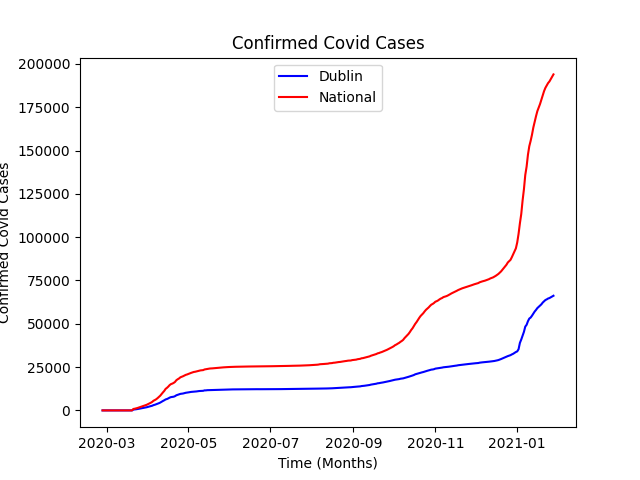 Confirmed Covid Cases
Dublin
National
200000
175000
150000
125000
100000
75000
50000
25000
0
Confirmed Covid Cases
2020-03 2020-05 2020-07 2020-09 2020-11 2021-01
Time (Months)